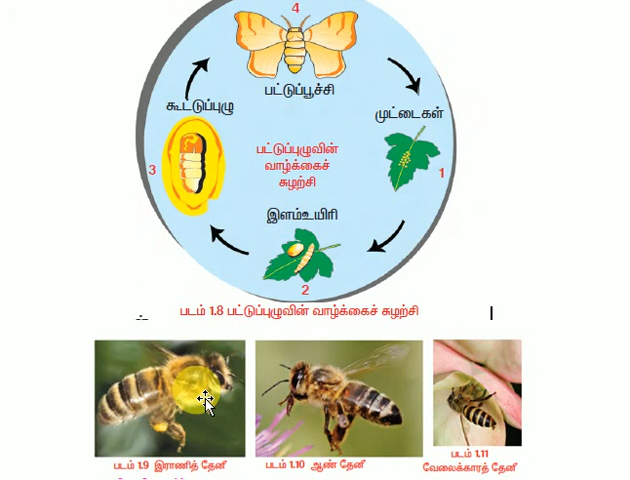 4
பட்டுப்பூச்சி
கூட்டுப்புழு
முட்டைகள்
பட்டுப்புழுவின்
வாழ்க்கைச்
சுழற்சி
3
1
இளம்உயிரி
2
படம் 1.8 பட்டுப்புழுவின் வாழ்க்கைச் சுழற்சி
படம் 1.9 இராணித் தேனீ
படம் 1.10 ஆண் தேனீ
படம் 1.11
வேலைக்காரத் தேனீ